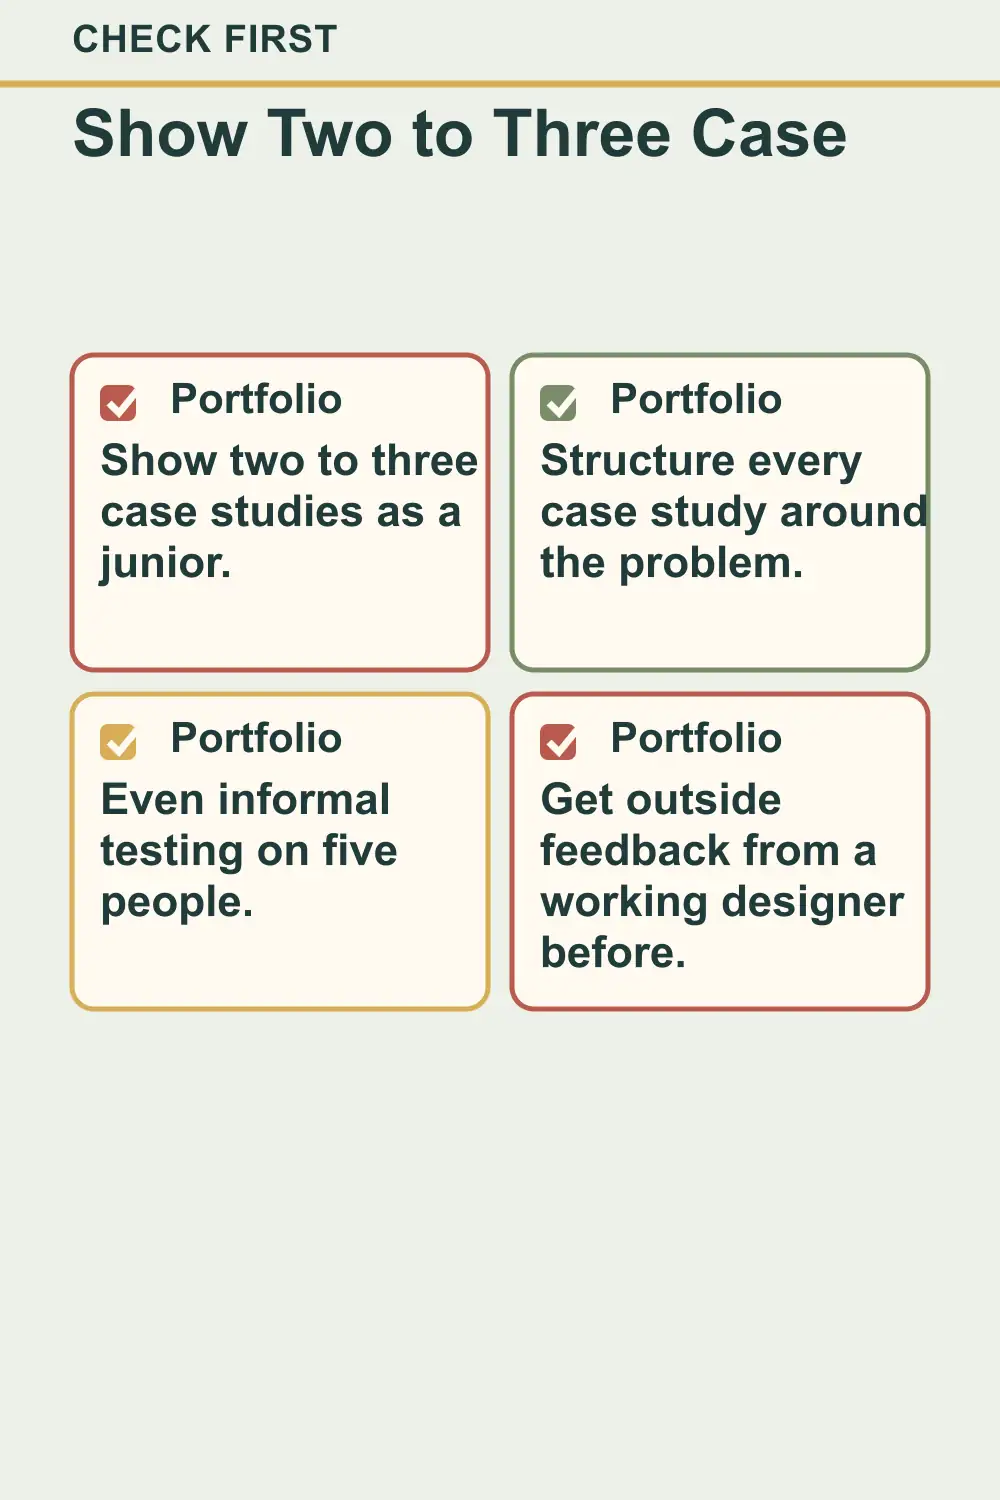 CHECK FIRST
Show Two to Three Case
Portfolio
Show two to three
case studies as a
junior.
Portfolio
Structure every
case study around
the problem.
Portfolio
Even informal
testing on five
people.
Portfolio
Get outside
feedback from a
working designer
before.